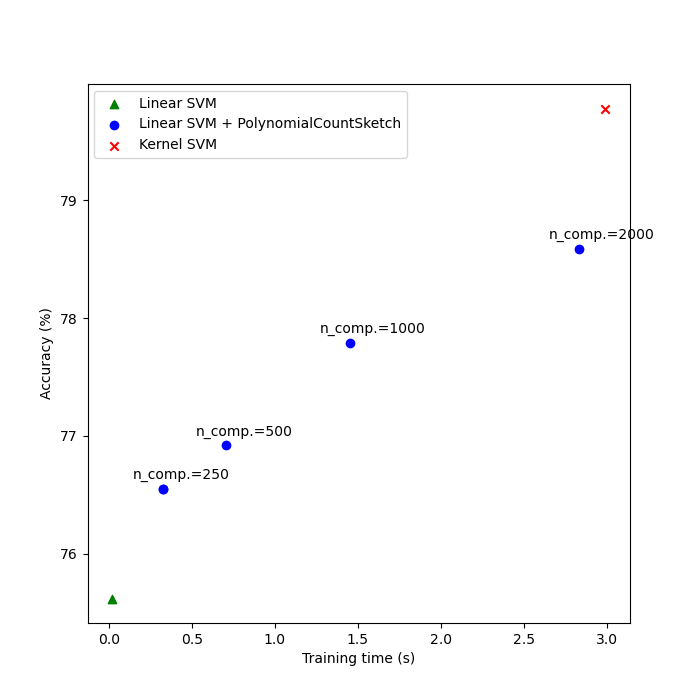 Linear SVM
Linear SVM + PolynomialCountSketch
Kernel SVM
n_comp.=2000
n_comp.=1000
n_comp.=500
n_comp.=250
79
78
77
76
Accuracy (%)
0.0 0.5 1.0 1.5 2.0 2.5 3.0
Training time (s)